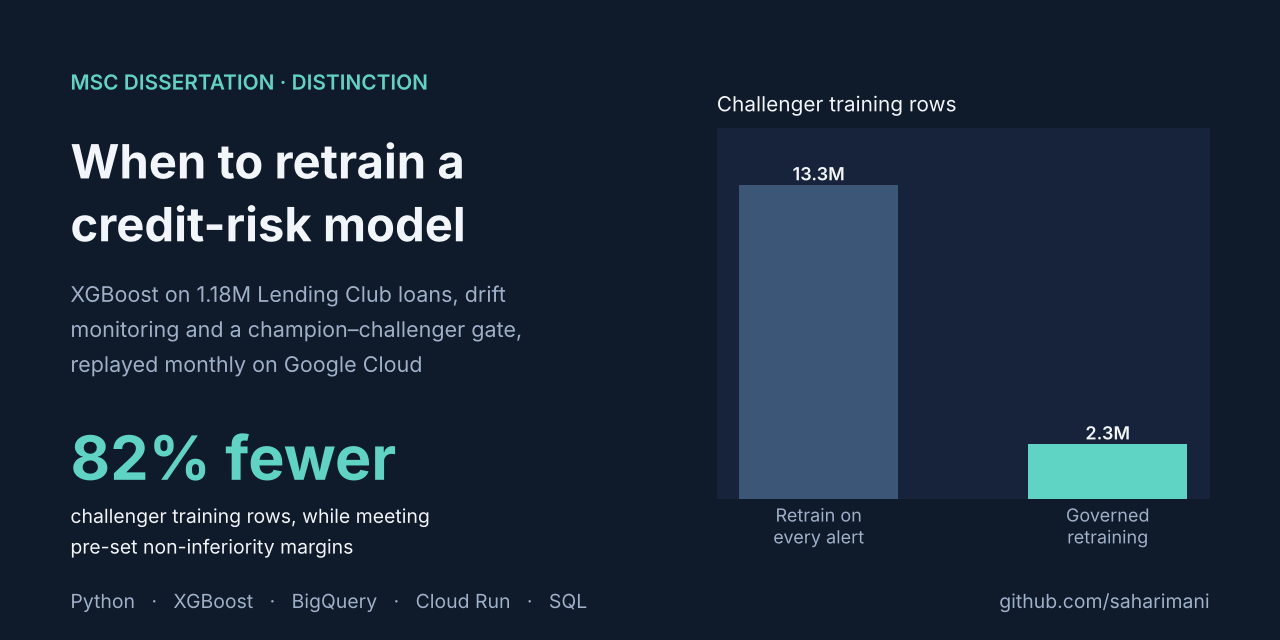 MSC DISSERTATION · DISTINCTION
When to retrain a
credit-risk model
XGBoost on 1.18M Lending Club loans, drift
monitoring and a champion–challenger gate,
replayed monthly on Google Cloud
82% fewer
challenger training rows, while meeting
pre-set non-inferiority margins
Python · XGBoost · BigQuery · Cloud Run · SQL
Challenger training rows
13.3M
2.3M
Retrain on
every alert
Governed
retraining
github.com/saharimani